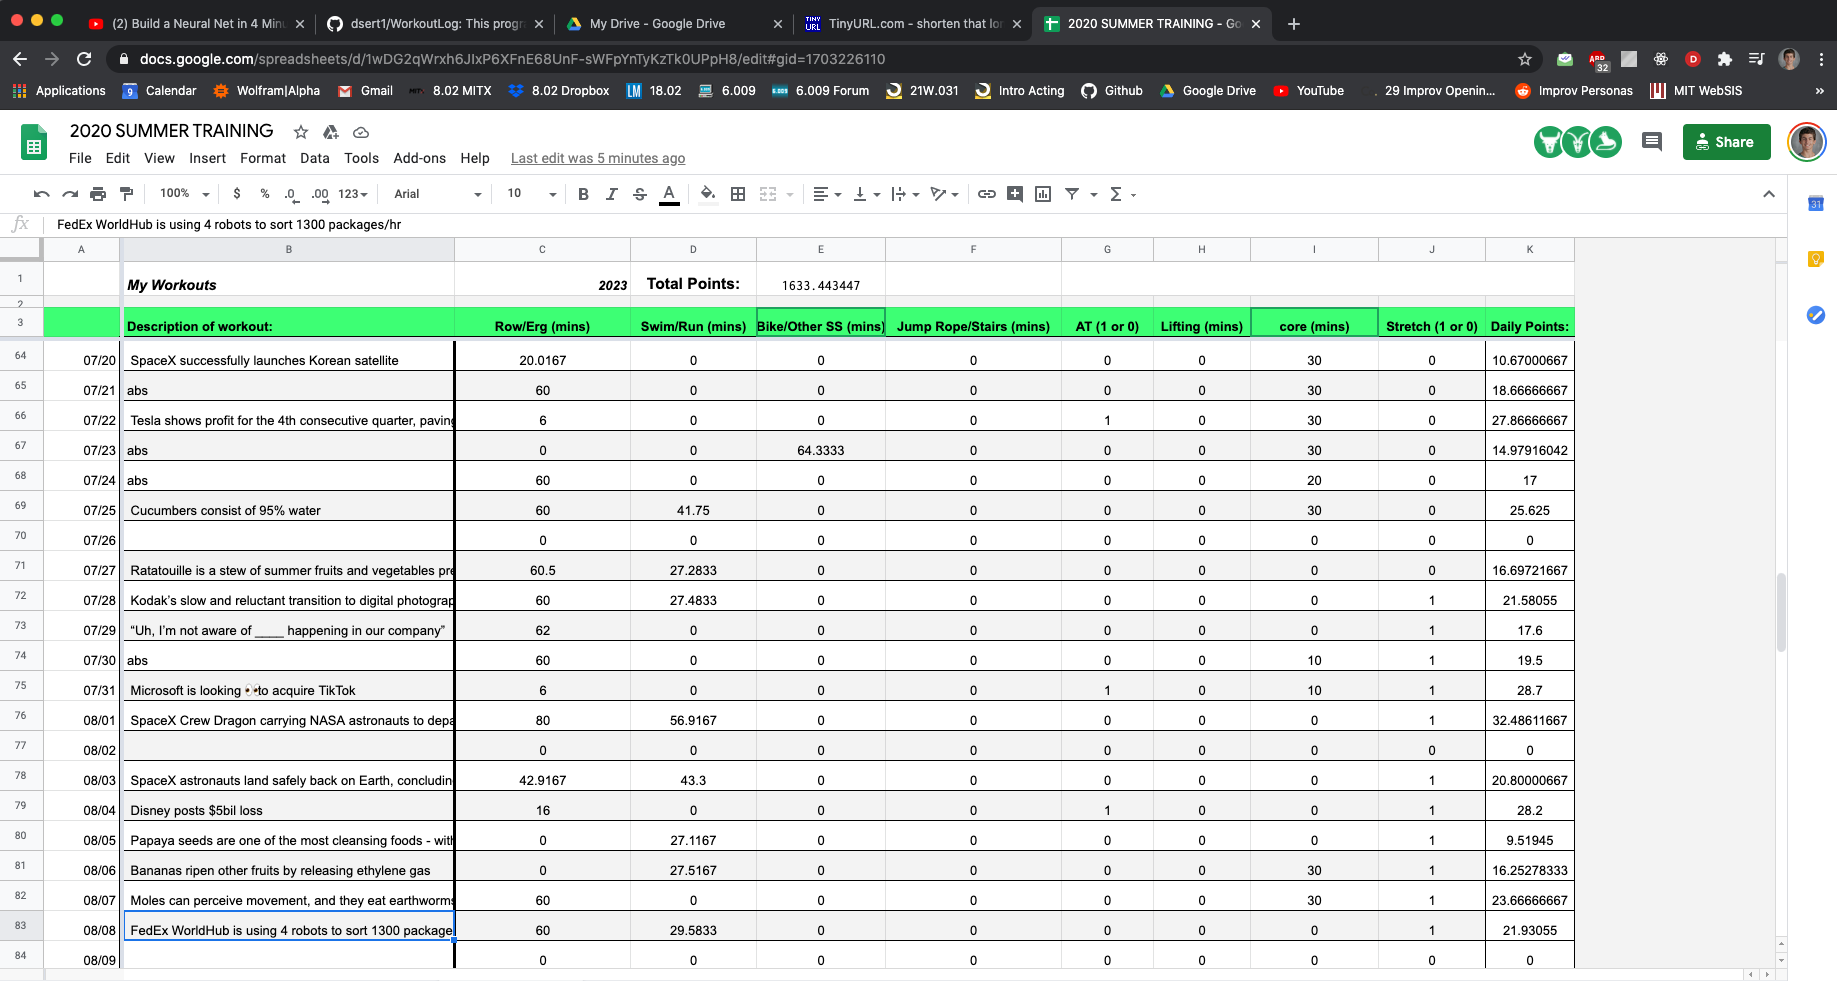 (2) Build a Neural Net in 4 Minu
dsert1/WorkoutLog: This progr
My Drive - Google Drive
TINY URL TinyURL.com - shorten that lon
2020 SUMMER TRAINING - Go
docs.google.com/spreadsheets/d/1wDG2qWrxh6JIxP6XFnE68UnF-sWFpYnTyKzTk0UPpH8/edit#gid=1703226110
ABP 32 D
Applications 9 Calendar Wolfram|Alpha Gmail 8.02 MITX 8.02 Dropbox LM 18.02 6.009 6.009 Forum 21W.031 Intro Acting Github Google Drive YouTube 29 Improv Openin... Improv Personas MIT WebSIS »
2020 SUMMER TRAINING
Share
File Edit View Insert Format Data Tools Add-ons Help Last edit was 5 minutes ago
100% $ % .0 .00 123 Arial 10 B I S A Σ
31
fx FedEx WorldHub is using 4 robots to sort 1300 packages/hr
A B C D E F G H I J K
1 My Workouts 2023 Total Points: 1633.443447
2
3 Description of workout: Row/Erg (mins) Swim/Run (mins) Bike/Other SS (mins) Jump Rope/Stairs (mins) AT (1 or 0) Lifting (mins) core (mins) Stretch (1 or 0) Daily Points:
64 07/20 SpaceX successfully launches Korean satellite 20.0167 0 0 0 0 0 30 0 10.67000667
65 07/21 abs 60 0 0 0 0 0 30 0 18.66666667
66 07/22 Tesla shows profit for the 4th consecutive quarter, paving 6 0 0 0 1 0 30 0 27.86666667
67 07/23 abs 0 0 64.3333 0 0 0 30 0 14.97916042
68 07/24 abs 60 0 0 0 0 0 20 0 17
69 07/25 Cucumbers consist of 95% water 60 41.75 0 0 0 0 30 0 25.625
70 07/26 0 0 0 0 0 0 0 0 0
71 07/27 Ratatouille is a stew of summer fruits and vegetables pre 60.5 27.2833 0 0 0 0 0 0 16.69721667
72 07/28 Kodak's slow and reluctant transition to digital photograp 60 27.4833 0 0 0 0 0 1 21.58055
73 07/29 “Uh, I'm not aware of ____ happening in our company” 62 0 0 0 0 0 0 1 17.6
74 07/30 abs 60 0 0 0 0 0 10 1 19.5
75 07/31 Microsoft is looking 👀to acquire TikTok 6 0 0 0 1 0 10 1 28.7
76 08/01 SpaceX Crew Dragon carrying NASA astronauts to depa 80 56.9167 0 0 0 0 0 1 32.48611667
77 08/02 0 0 0 0 0 0 0 0 0
78 08/03 SpaceX astronauts land safely back on Earth, concludin 42.9167 43.3 0 0 0 0 0 1 20.80000667
79 08/04 Disney posts $5bil loss 16 0 0 0 1 0 0 1 28.2
80 08/05 Papaya seeds are one of the most cleansing foods - with 0 27.1167 0 0 0 0 0 1 9.51945
81 08/06 Bananas ripen other fruits by releasing ethylene gas 0 27.5167 0 0 0 0 30 1 16.25278333
82 08/07 Moles can perceive movement, and they eat earthworms 60 0 0 0 0 0 30 1 23.66666667
83 08/08 FedEx WorldHub is using 4 robots to sort 1300 package 60 29.5833 0 0 0 0 0 1 21.93055
84 08/09 0 0 0 0 0 0 0 0 0